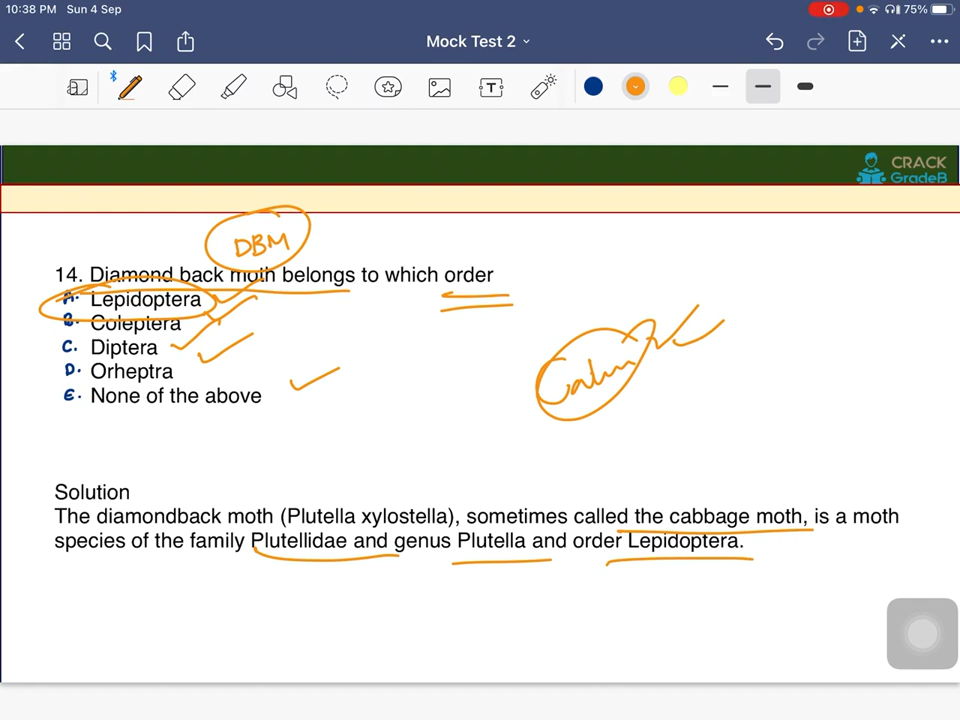 10:38 PM Sun 4 Sep
75%
Mock Test 2
CRACK
GradeB
DBM
14. Diamond back moth belongs to which order
A. Lepidoptera
B. Coleptera
C. Diptera
D. Orheptra
E. None of the above
Solution
The diamondback moth (Plutella xylostella), sometimes called the cabbage moth, is a moth
species of the family Plutellidae and genus Plutella and order Lepidoptera.